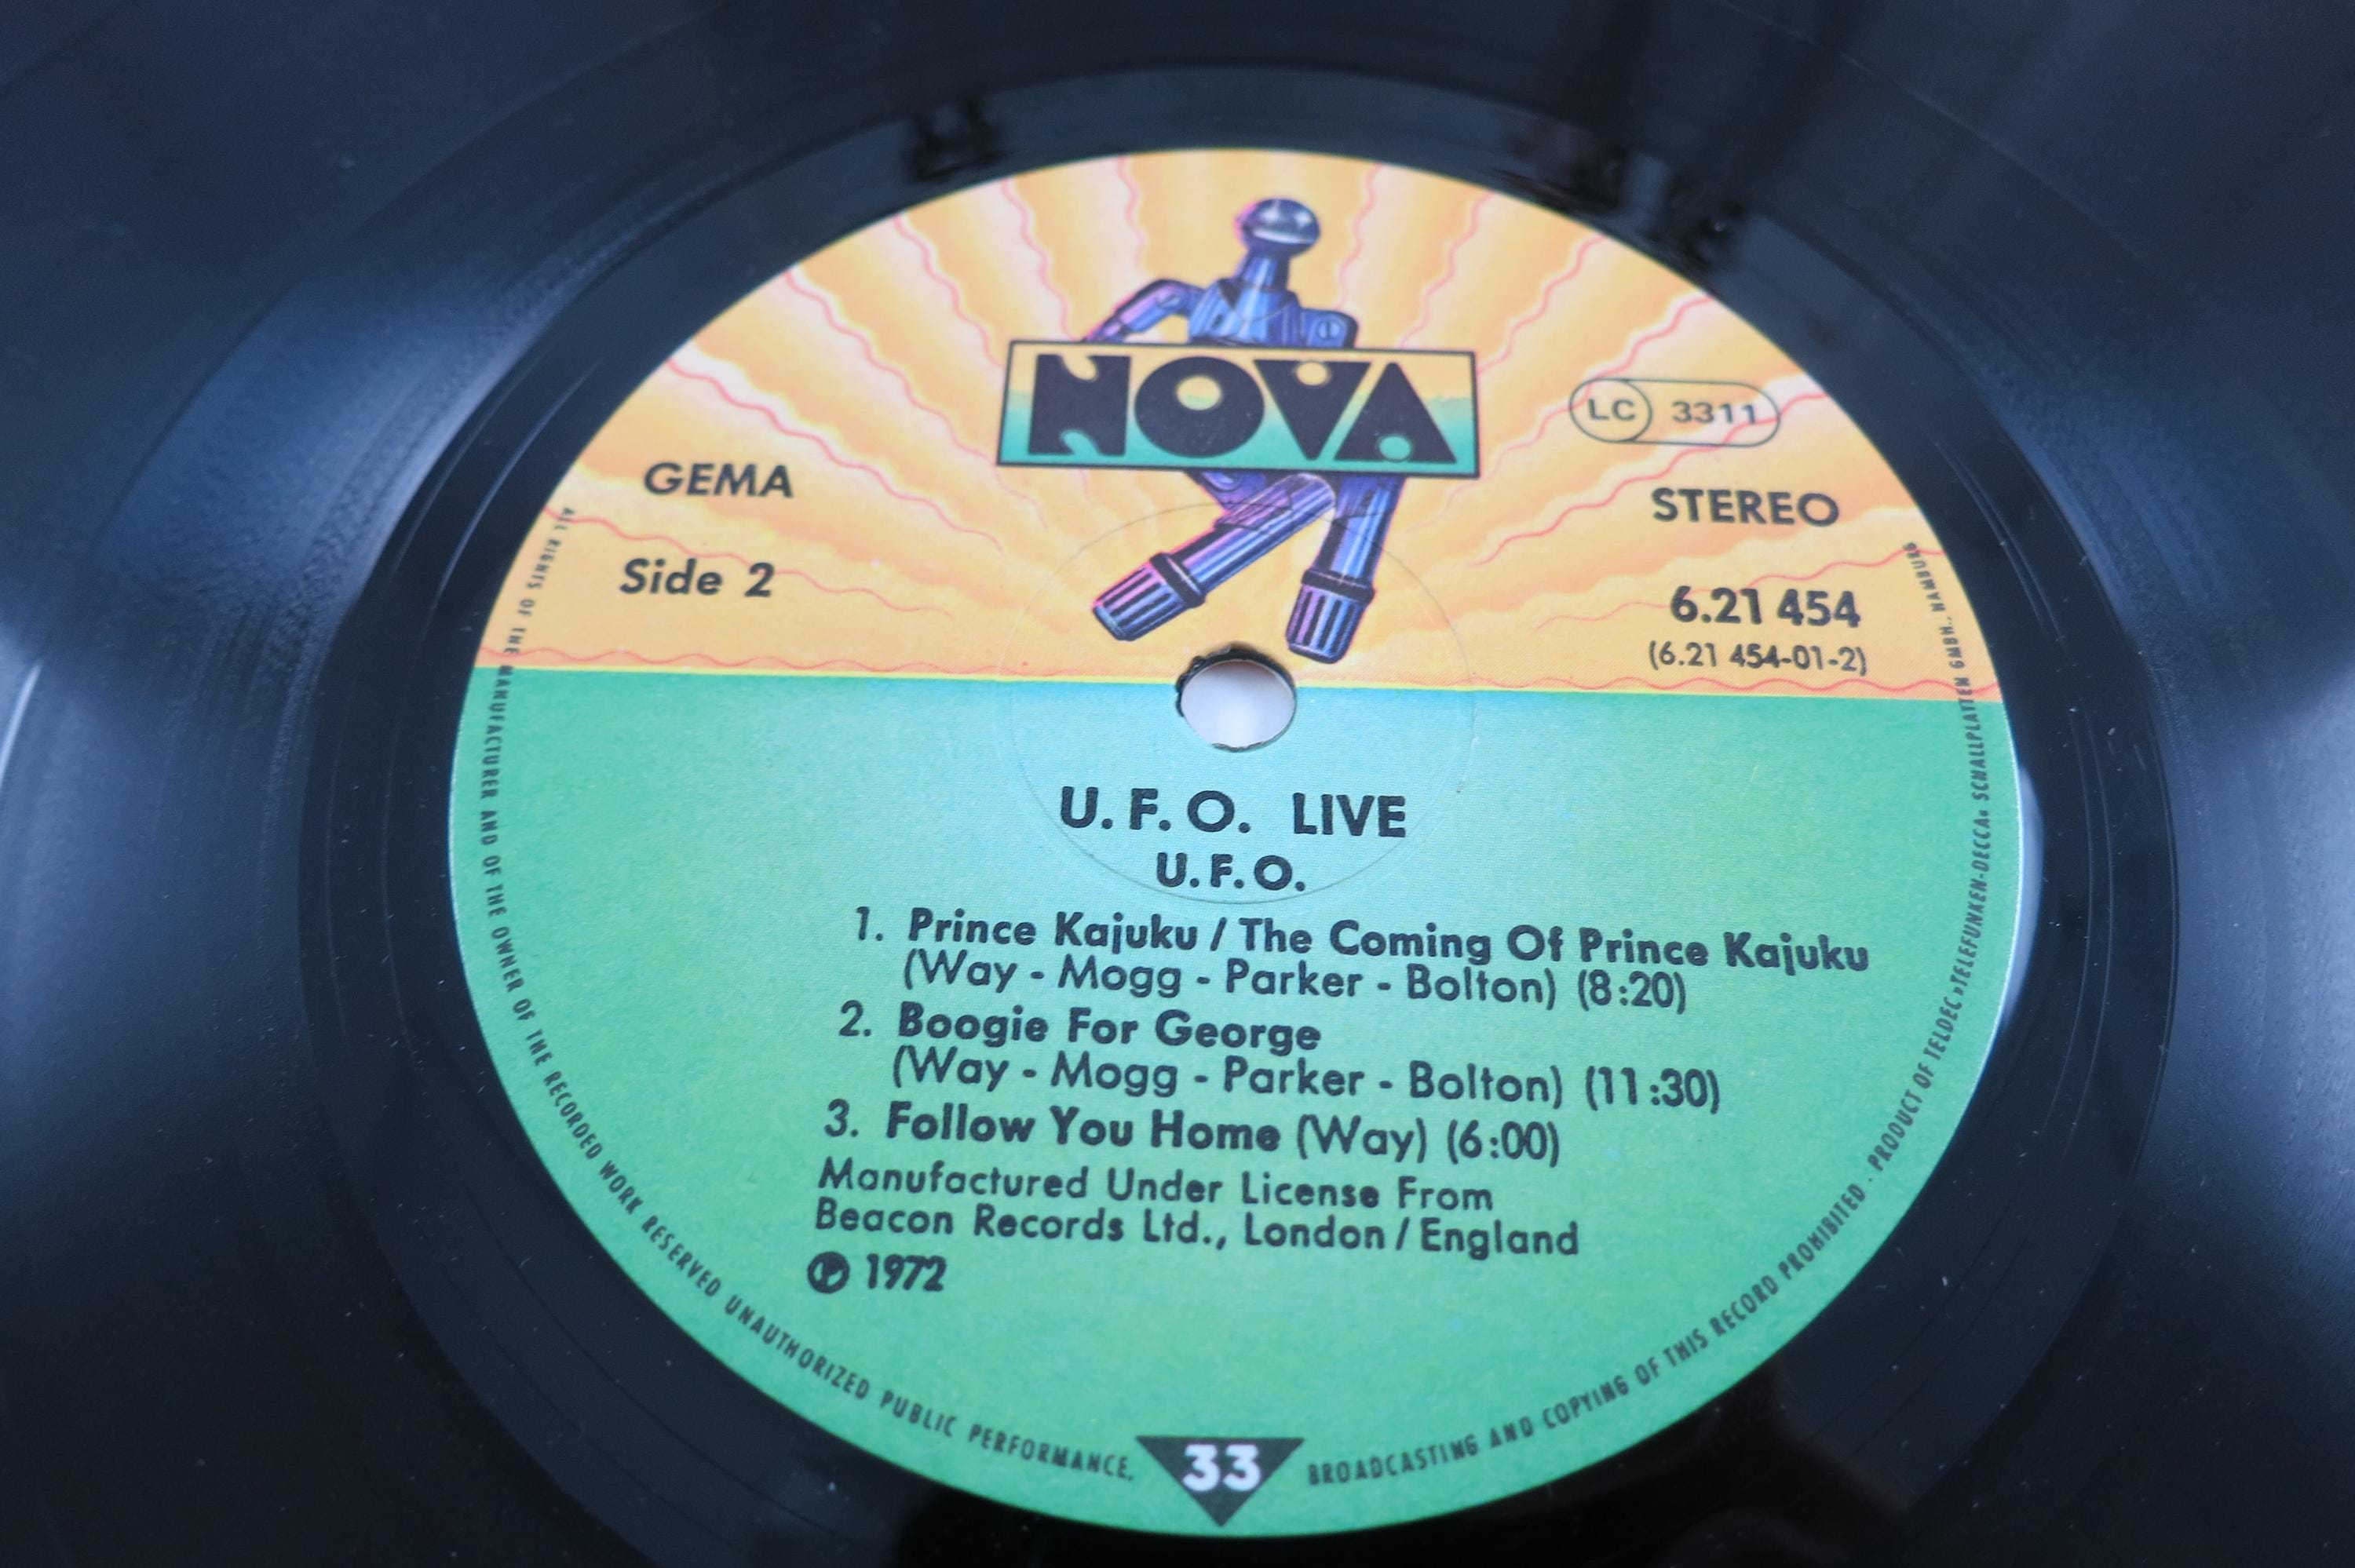 NOVA
LC 3311
GEMA
STEREO
Side 2
6.21 454
(6.21 454-01-2)
U.F.O. LIVE
U.F.O.
1. Prince Kajuku / The Coming Of Prince Kajuku
(Way - Mogg - Parker - Bolton) (8:20)
2. Boogie For George
(Way - Mogg - Parker - Bolton) (11:30)
3. Follow You Home (Way) (6:00)
Manufactured Under License From
Beacon Records Ltd., London / England
℗ 1972
ALL RIGHTS OF THE MANUFACTURER AND OF THE OWNER OF THE RECORDED WORK RESERVED UNAUTHORIZED PUBLIC PERFORMANCE, BROADCASTING AND COPYING OF THIS RECORD PROHIBITED · PRODUCT OF TELDEC »TELEFUNKEN-DECCA« SCHALLPLATTEN GMBH., HAMBURG
33